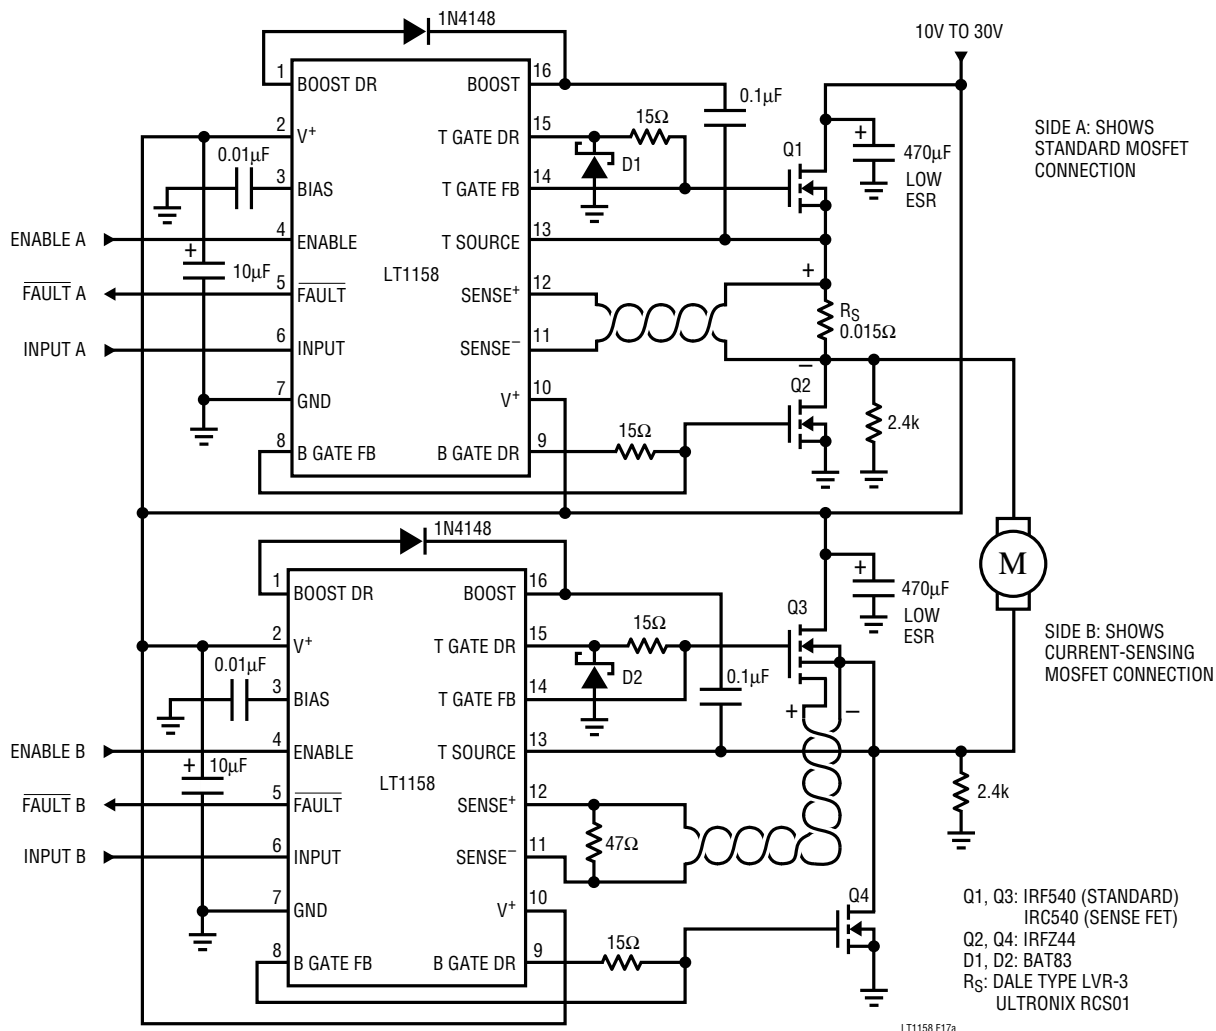 1N4148
10V TO 30V
1 BOOST DR
BOOST 16
0.1µF
2 V+
T GATE DR 15
15Ω
D1
Q1
+ 470µF
LOW
ESR
SIDE A: SHOWS
STANDARD MOSFET
CONNECTION
0.01µF
3 BIAS
T GATE FB 14
ENABLE A
4 ENABLE
T SOURCE 13
+ 10µF
LT1158
FAULT A
5 FAULT
SENSE+ 12
+
RS
0.015Ω
INPUT A
6 INPUT
SENSE− 11
−
Q2
7 GND
V+ 10
2.4k
8 B GATE FB
B GATE DR 9
15Ω
1N4148
M
1 BOOST DR
BOOST 16
+ 470µF
LOW
ESR
Q3
2 V+
T GATE DR 15
15Ω
D2
0.1µF
SIDE B: SHOWS
CURRENT-SENSING
MOSFET CONNECTION
0.01µF
3 BIAS
T GATE FB 14
+ −
ENABLE B
4 ENABLE
T SOURCE 13
+ 10µF
LT1158
FAULT B
5 FAULT
SENSE+ 12
2.4k
47Ω
INPUT B
6 INPUT
SENSE− 11
7 GND
V+ 10
Q4
8 B GATE FB
B GATE DR 9
15Ω
Q1, Q3: IRF540 (STANDARD)
IRC540 (SENSE FET)
Q2, Q4: IRFZ44
D1, D2: BAT83
RS: DALE TYPE LVR-3
ULTRONIX RCS01
LT1158 F17a